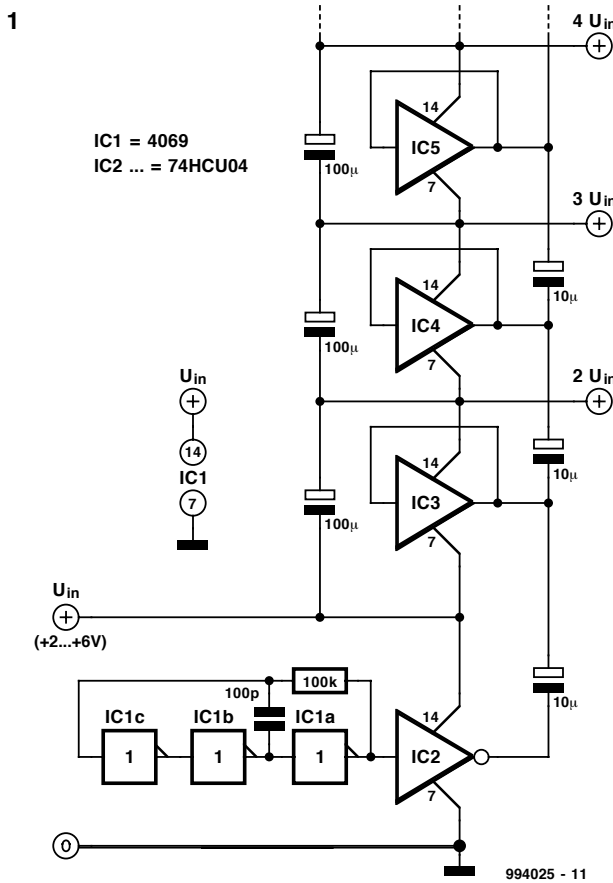 1
4 Uin
14
IC5
7
100µ
IC1 = 4069
IC2 ... = 74HCU04
3 Uin
10µ
14
IC4
7
100µ
Uin
+
14
IC1
7
2 Uin
10µ
14
IC3
7
100µ
Uin
(+2...+6V)
100k
100p
10µ
IC1c
IC1b
IC1a
1
1
1
14
IC2
7
0
994025 - 11